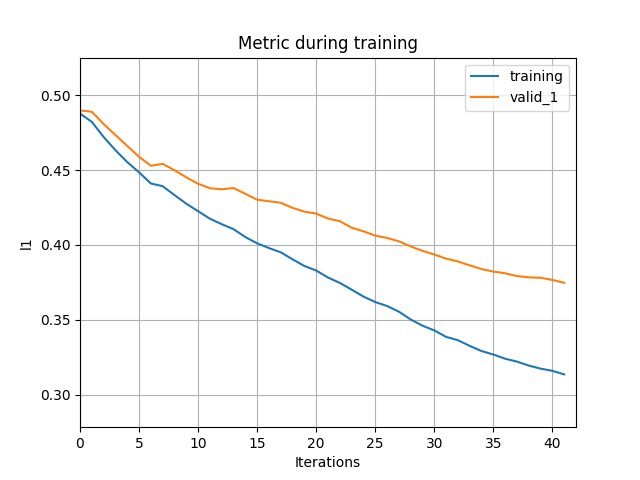 Metric during training
training
valid_1
0.50
0.45
0.40
0.35
0.30
l1
0 5 10 15 20 25 30 35 40
Iterations